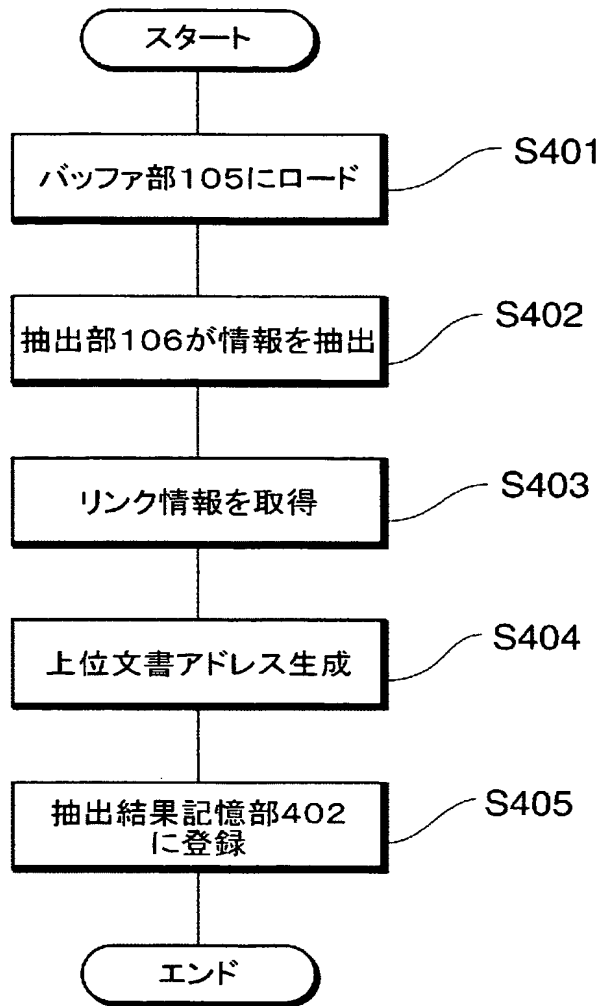 スタート
バッファ部105にロード
S401
抽出部106が情報を抽出
S402
リンク情報を取得
S403
上位文書アドレス生成
S404
抽出結果記憶部402
に登録
S405
エンド